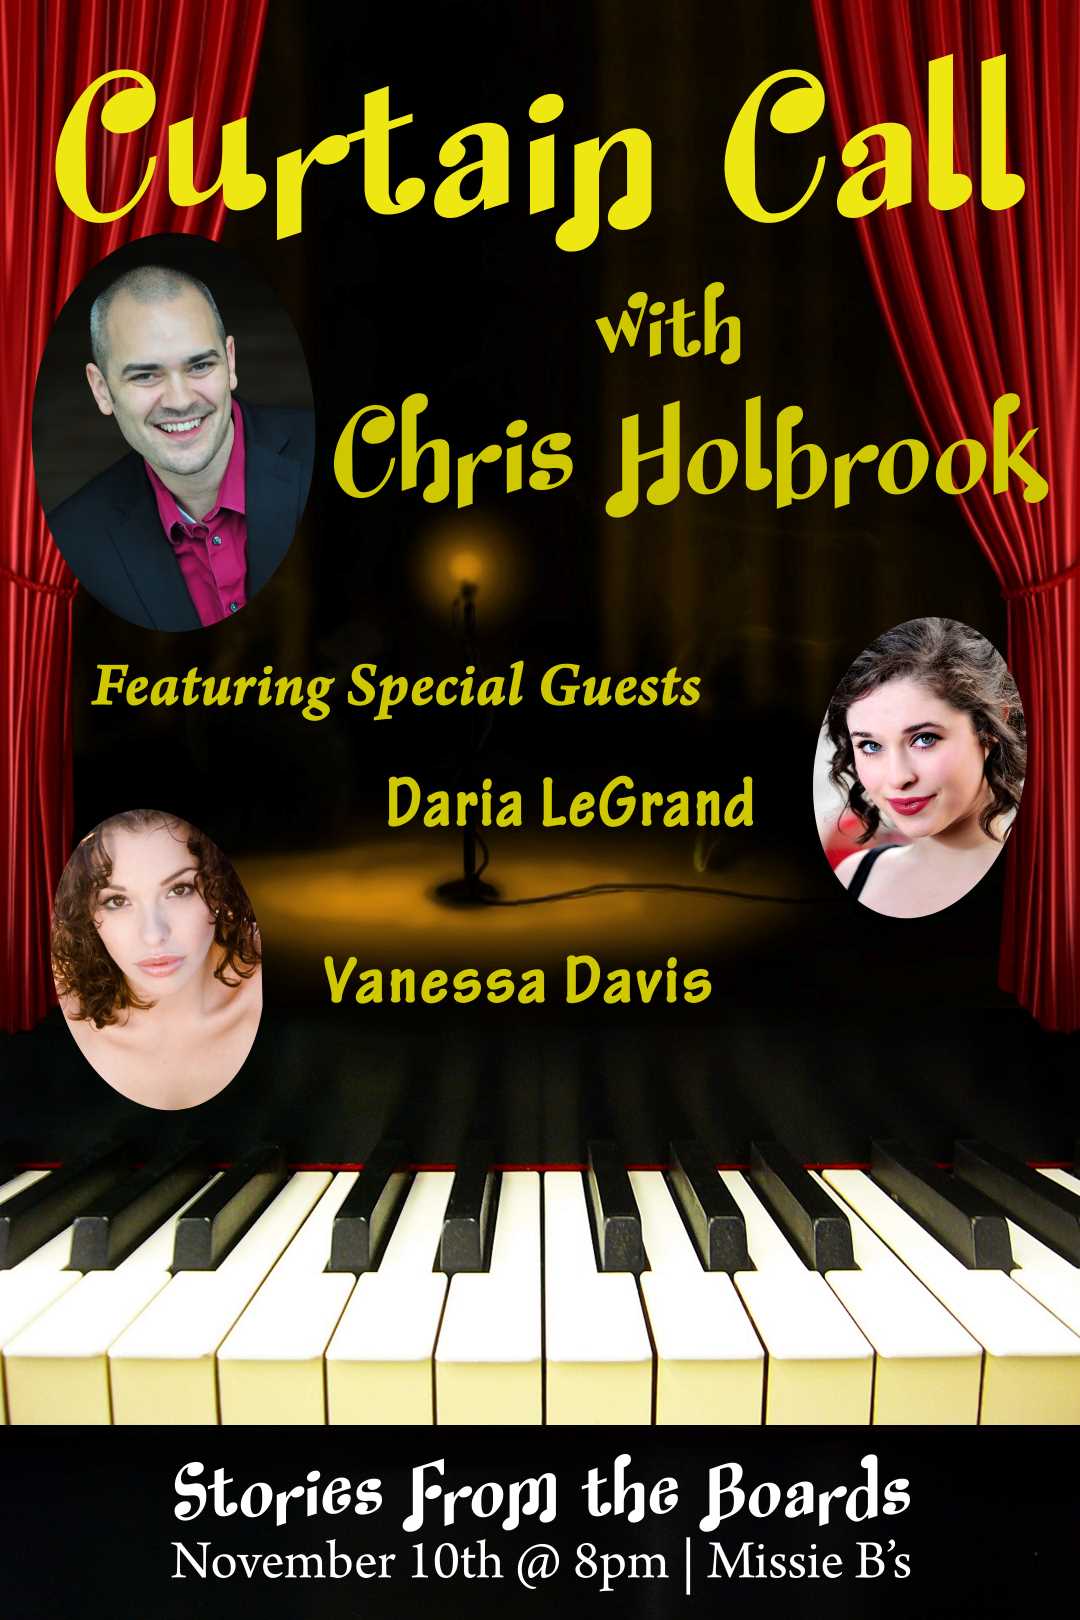 Curtain Call
with
Chris Holbrook
Featuring Special Guests
Daria LeGrand
Vanessa Davis
Stories From the Boards
November 10th @ 8pm | Missie B's